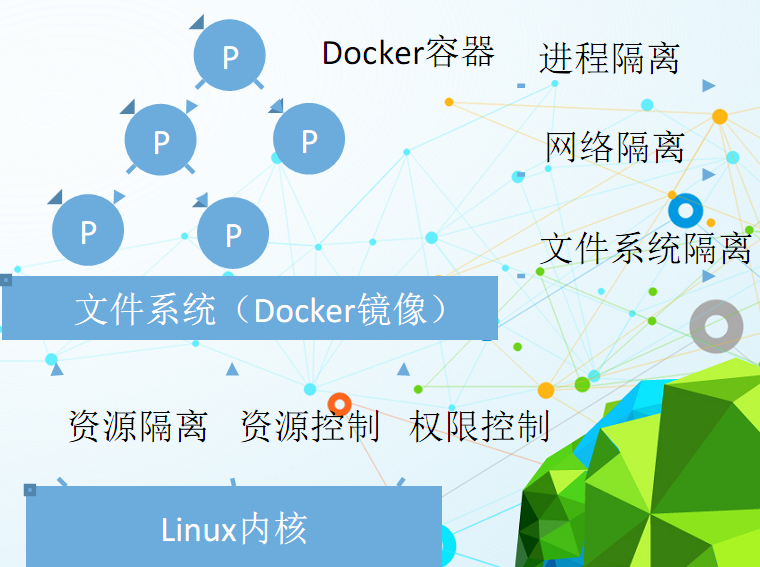 P
Docker容器
进程隔离
P
P
网络隔离
P
P
文件系统隔离
文件系统（Docker镜像）
资源隔离
资源控制
权限控制
Linux内核